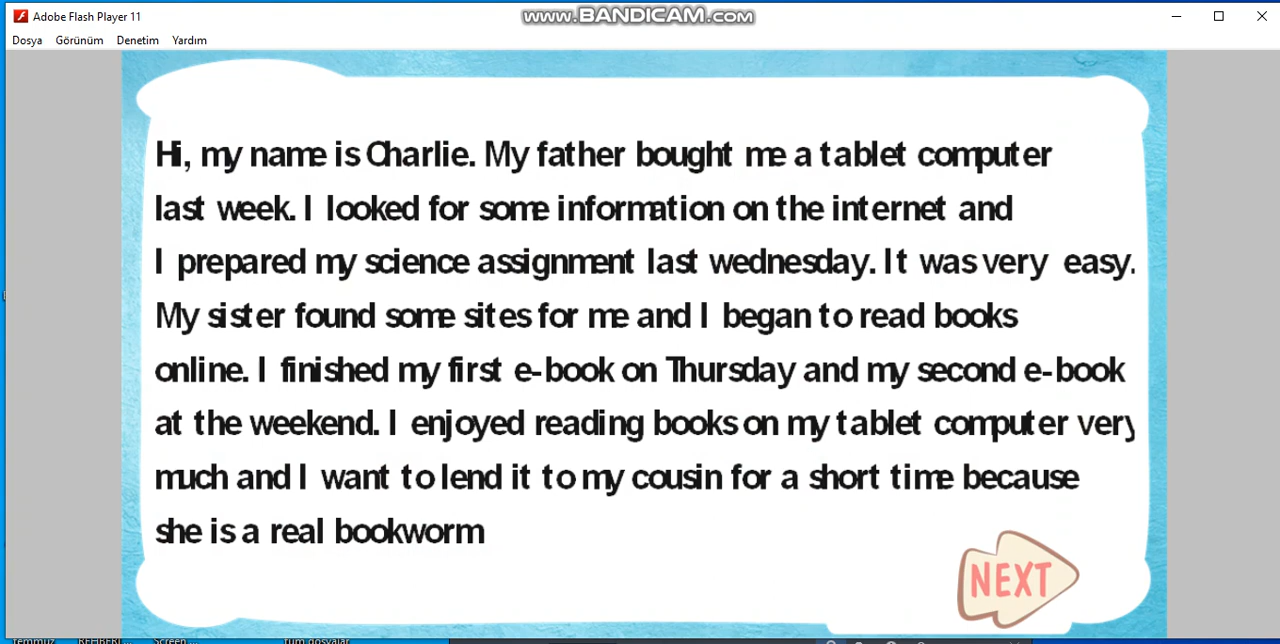 Adobe Flash Player 11
www.BANDICAM.com
Dosya Görünüm Denetim Yardım
Hi, my name is Charlie. My father bought me a tablet computer
last week. I looked for some information on the internet and
I prepared my science assignment last wednesday. It was very easy.
My sister found some sites for me and I began to read books
online. I finished my first e-book on Thursday and my second e-book
at the weekend. I enjoyed reading books on my tablet computer very
much and I want to lend it to my cousin for a short time because
she is a real bookworm
NEXT